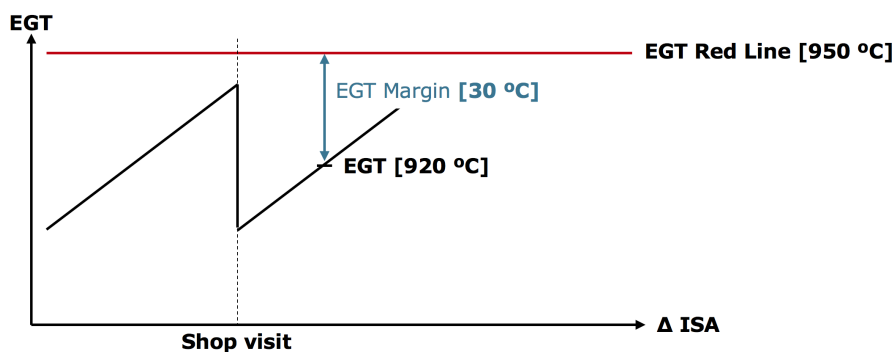 EGT
EGT Red Line [950 ºC]
EGT Margin [30 ºC]
EGT [920 ºC]
Δ ISA
Shop visit